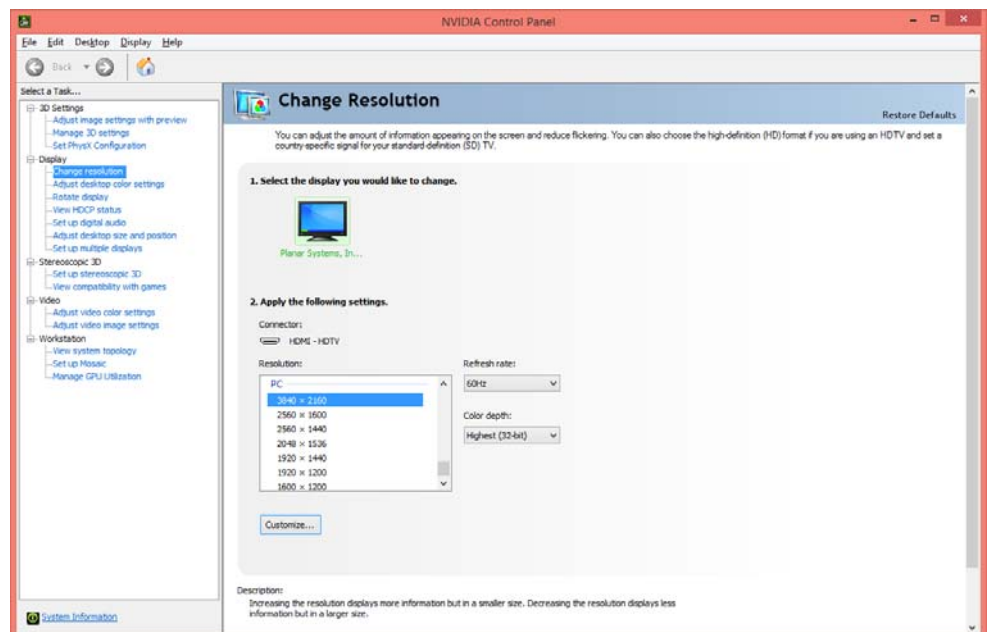 NVIDIA Control Panel
File Edit Desktop Display Help
Back
Select a Task...
3D Settings
Adjust image settings with preview
Manage 3D settings
Set PhysX Configuration
Display
Change resolution
Adjust desktop color settings
Rotate display
View HDCP status
Set up digital audio
Adjust desktop size and position
Set up multiple displays
Stereoscopic 3D
Set up stereoscopic 3D
View compatibility with games
Video
Adjust video color settings
Adjust video image settings
Workstation
View system topology
Set up Mosaic
Manage GPU Utilization
System Information
Change Resolution
Restore Defaults
You can adjust the amount of information appearing on the screen and reduce flickering. You can also choose the high-definition (HD) format if you are using an HDTV and set a
country-specific signal for your standard-definition (SD) TV.
1. Select the display you would like to change.
Planar Systems, In...
2. Apply the following settings.
Connector:
HDMI - HDTV
Resolution:
PC
3840 × 2160
2560 × 1600
2560 × 1440
2048 × 1536
1920 × 1440
1920 × 1200
1600 × 1200
Refresh rate:
60Hz
Color depth:
Highest (32-bit)
Customize...
Description:
Increasing the resolution displays more information but in a smaller size. Decreasing the resolution displays less
information but in a larger size.